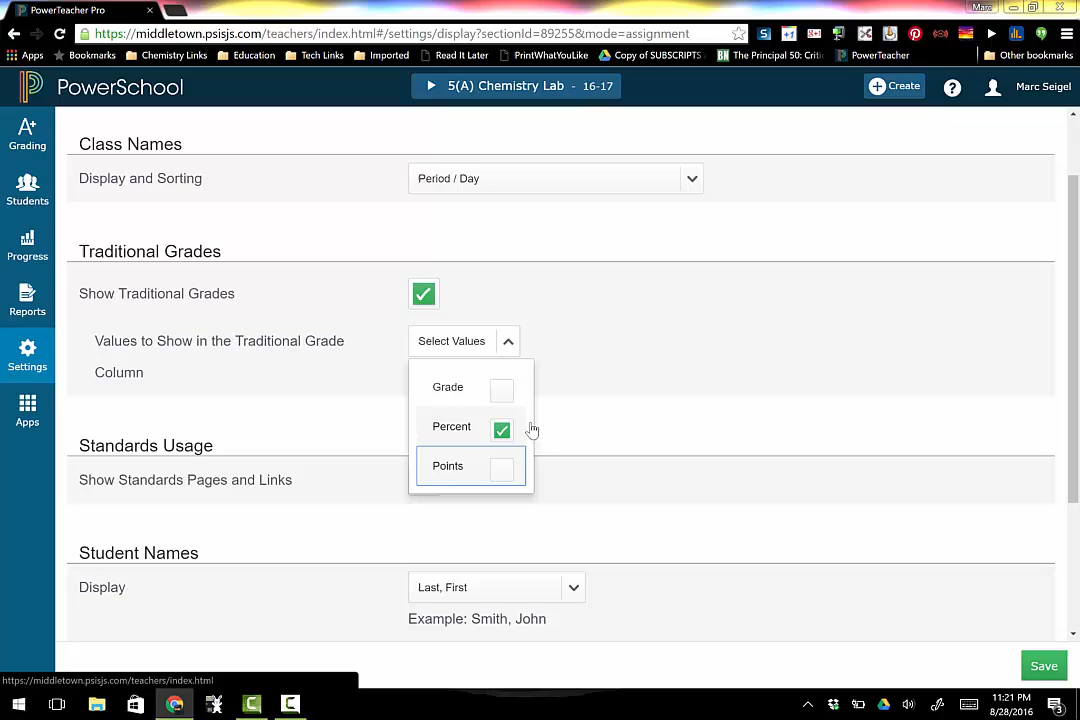 PowerTeacher Pro
Marc
https://middletown.psisjs.com/teachers/index.html#/settings/display?sectionId=89255&mode=assignment
Apps
Bookmarks
Chemistry Links
Education
Tech Links
Imported
Read It Later
PrintWhatYouLike
Copy of SUBSCRIPTS
The Principal 50: Criti
PowerTeacher
Other bookmarks
PowerSchool
5(A) Chemistry Lab - 16-17
Create
?
Marc Seigel
A+
Grading
Students
Progress
Reports
Settings
Apps
Class Names
Display and Sorting
Period / Day
Traditional Grades
Show Traditional Grades
Values to Show in the Traditional Grade
Column
Select Values
Grade
Percent
Points
Standards Usage
Show Standards Pages and Links
Student Names
Display
Last, First
Example: Smith, John
Save
https://middletown.psisjs.com/teachers/index.html
11:21 PM
8/28/2016
3